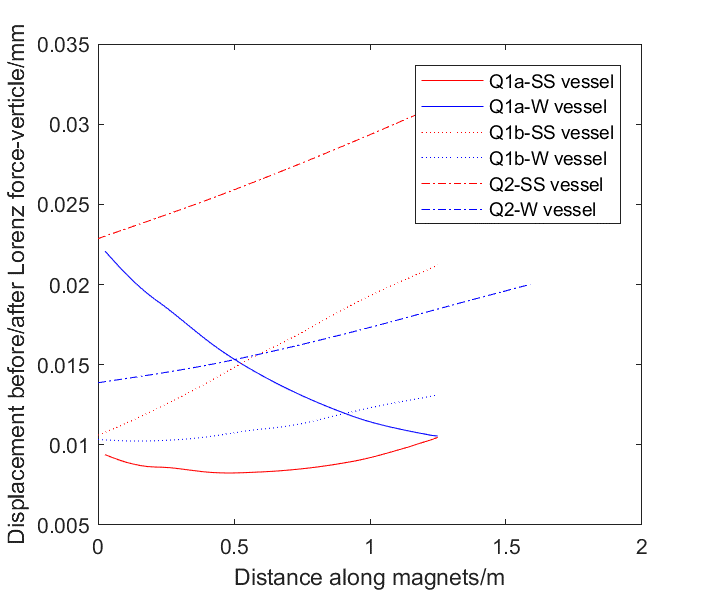 Displacement before/after Lorenz force-verticle/mm
0.035
0.03
0.025
0.02
0.015
0.01
0.005
0
0.5
1
1.5
2
Distance along magnets/m
Q1a-SS vessel
Q1a-W vessel
Q1b-SS vessel
Q1b-W vessel
Q2-SS vessel
Q2-W vessel